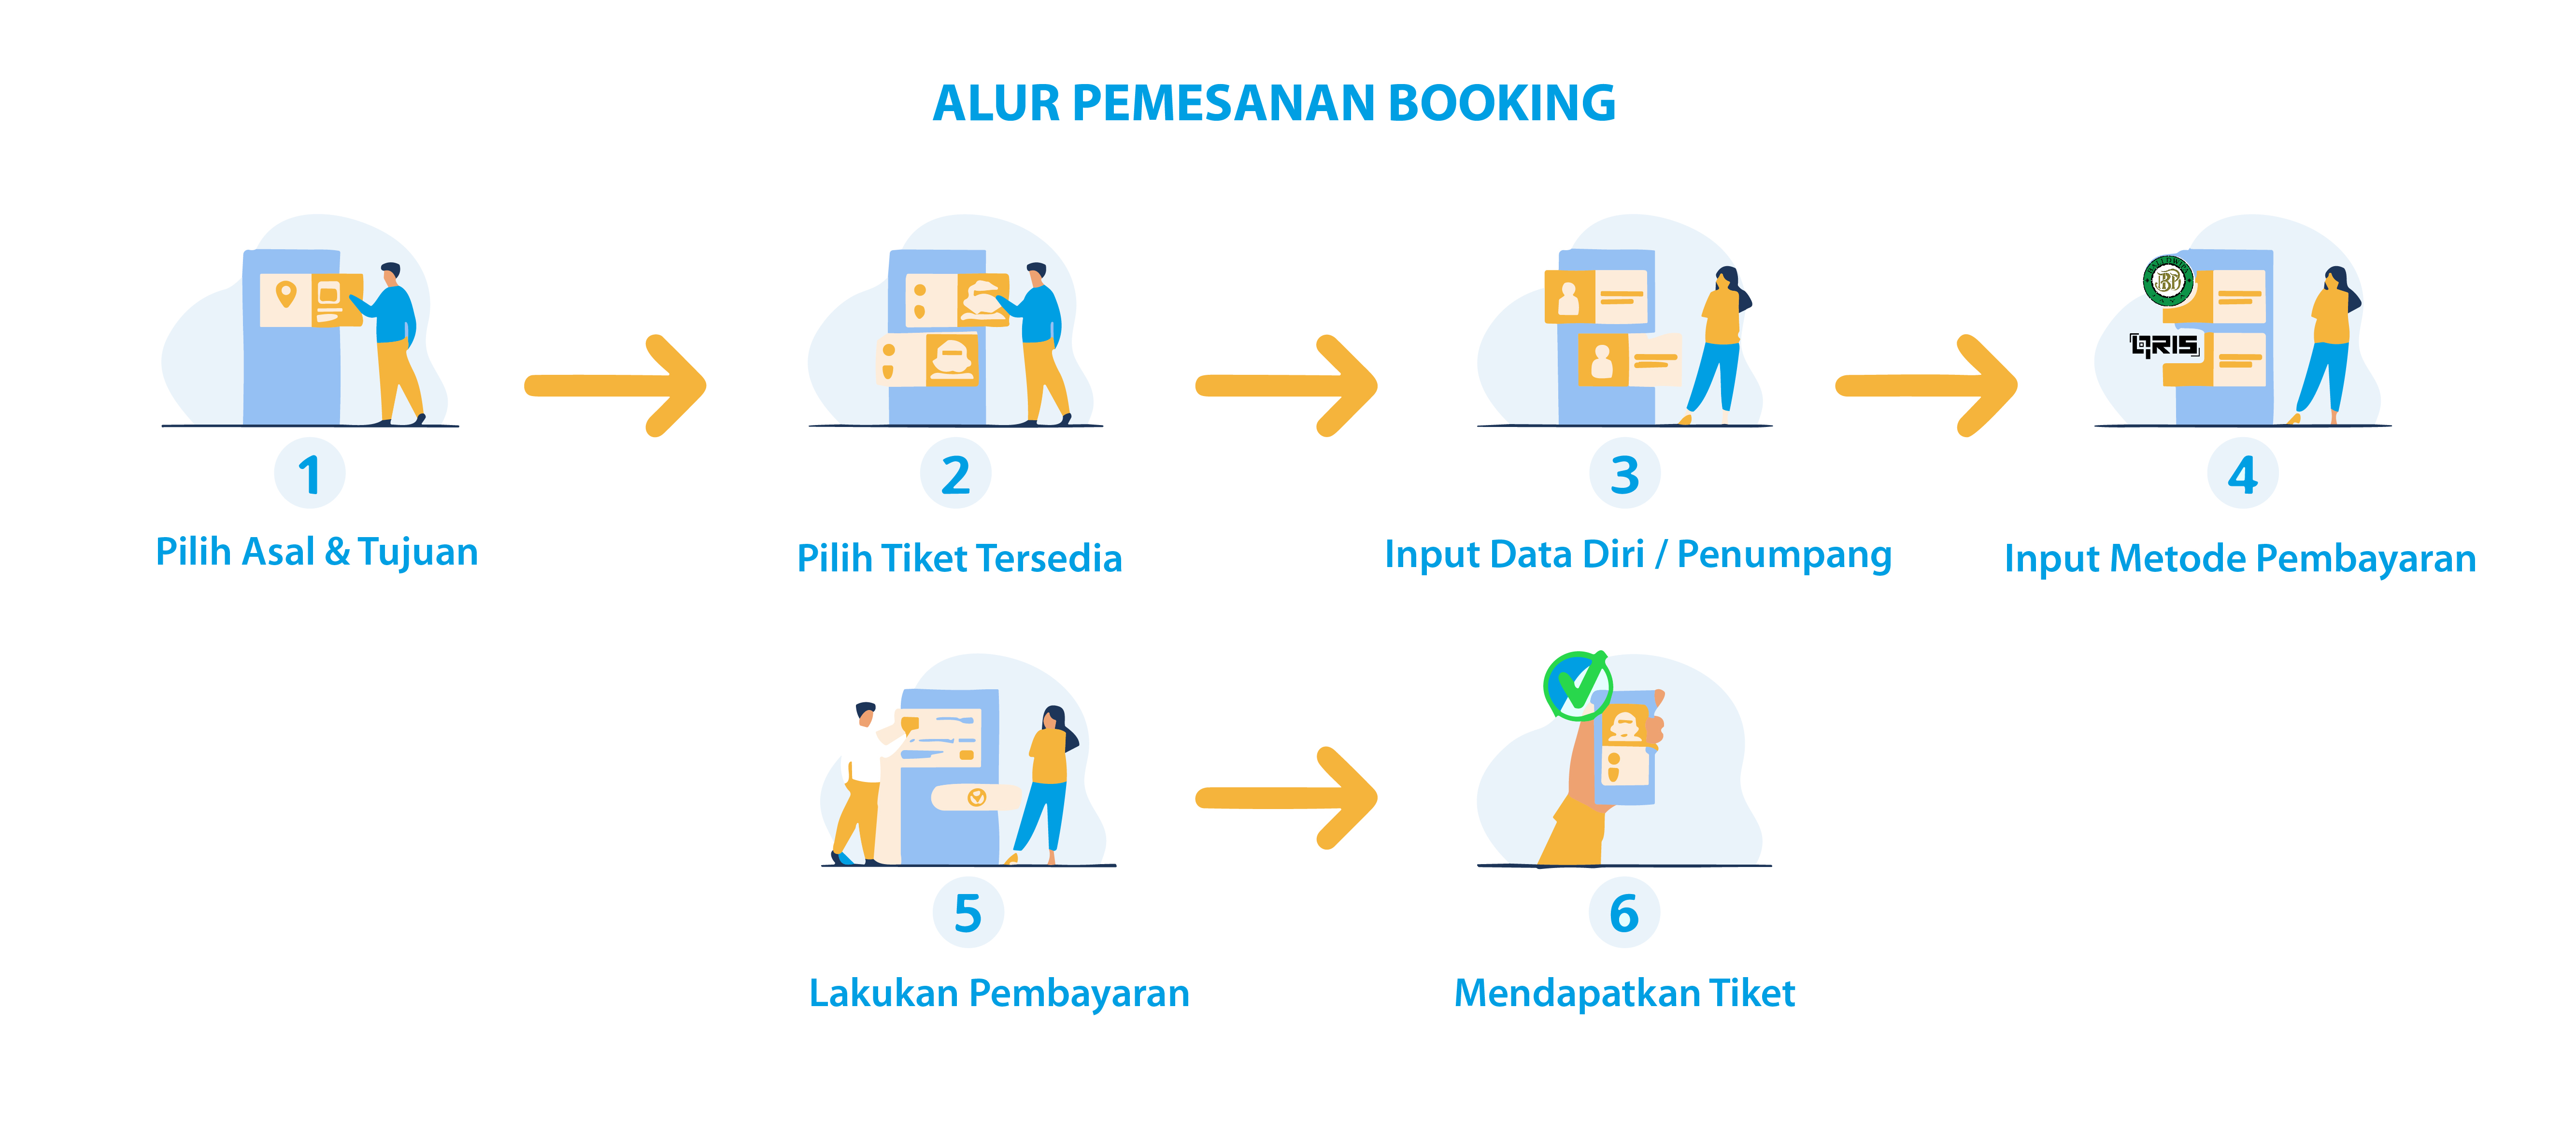 ALUR PEMESANAN BOOKING
1
Pilih Asal & Tujuan
2
Pilih Tiket Tersedia
3
Input Data Diri / Penumpang
QRIS
4
Input Metode Pembayaran
5
Lakukan Pembayaran
6
Mendapatkan Tiket